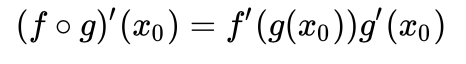 (f ∘ g)′(x₀) = f′(g(x₀))g′(x₀)